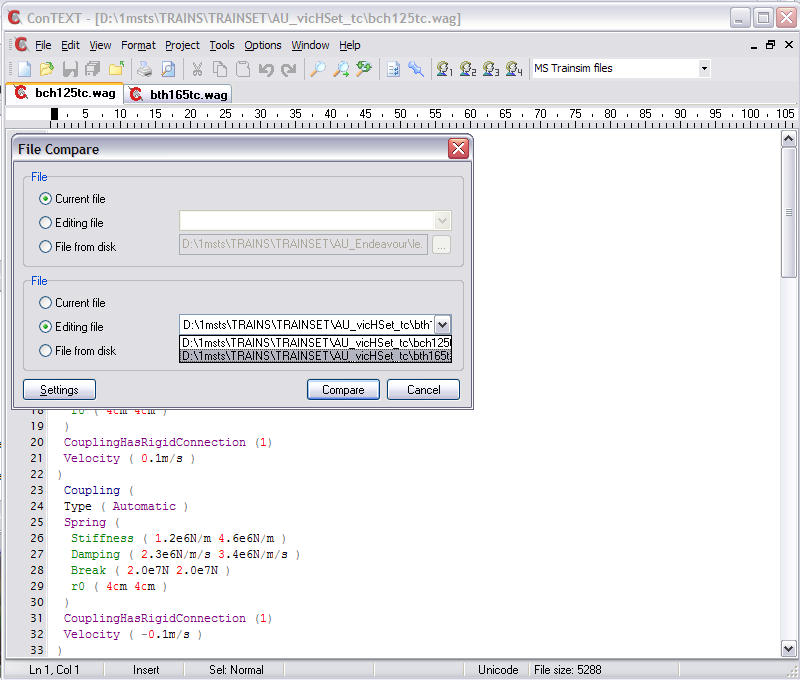 ConTEXT - [D:\1msts\TRAINS\TRAINSET\AU_vicHSet_tc\bch125tc.wag]
File Edit View Format Project Tools Options Window Help
1 2 3 4 MS Trainsim files
bch125tc.wag bth165tc.wag
5 10 15 20 25 30 35 40 45 50 55 60 65 70 75 80 85 90 95 100 105
File Compare
File
Current file
Editing file
File from disk D:\1msts\TRAINS\TRAINSET\AU_Endeavour\le. ...
File
Current file
Editing file D:\1msts\TRAINS\TRAINSET\AU_vicHSet_tc\bth1
D:\1msts\TRAINS\TRAINSET\AU_vicHSet_tc\bch125t
File from disk D:\1msts\TRAINS\TRAINSET\AU_vicHSet_tc\bth165t
Settings Compare Cancel
18 r0 ( 4cm 4cm )
19 )
20 CouplingHasRigidConnection (1)
21 Velocity ( 0.1m/s )
22 )
23 Coupling (
24 Type ( Automatic )
25 Spring (
26 Stiffness ( 1.2e6N/m 4.6e6N/m )
27 Damping ( 2.3e6N/m/s 3.4e6N/m/s )
28 Break ( 2.0e7N 2.0e7N )
29 r0 ( 4cm 4cm )
30 )
31 CouplingHasRigidConnection (1)
32 Velocity ( -0.1m/s )
33 )
Ln 1, Col 1 Insert Sel: Normal Unicode File size: 5288